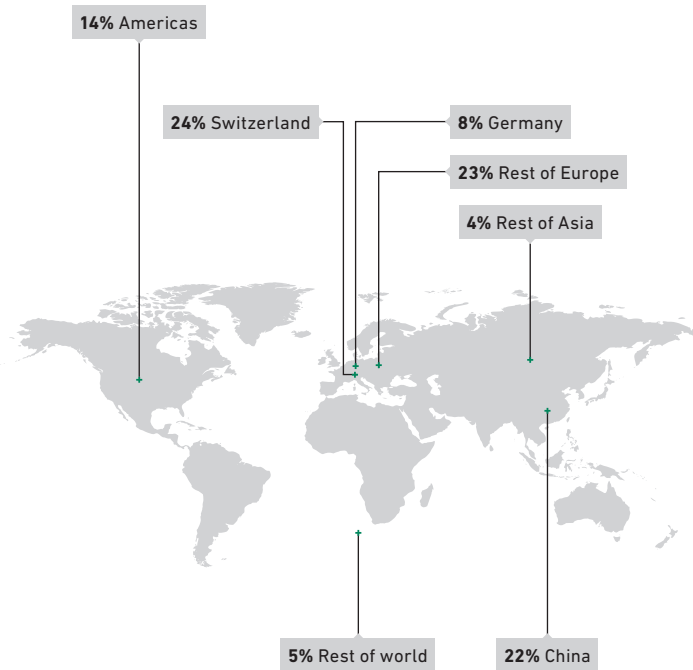 14% Americas
24% Switzerland
8% Germany
23% Rest of Europe
4% Rest of Asia
5% Rest of world
22% China